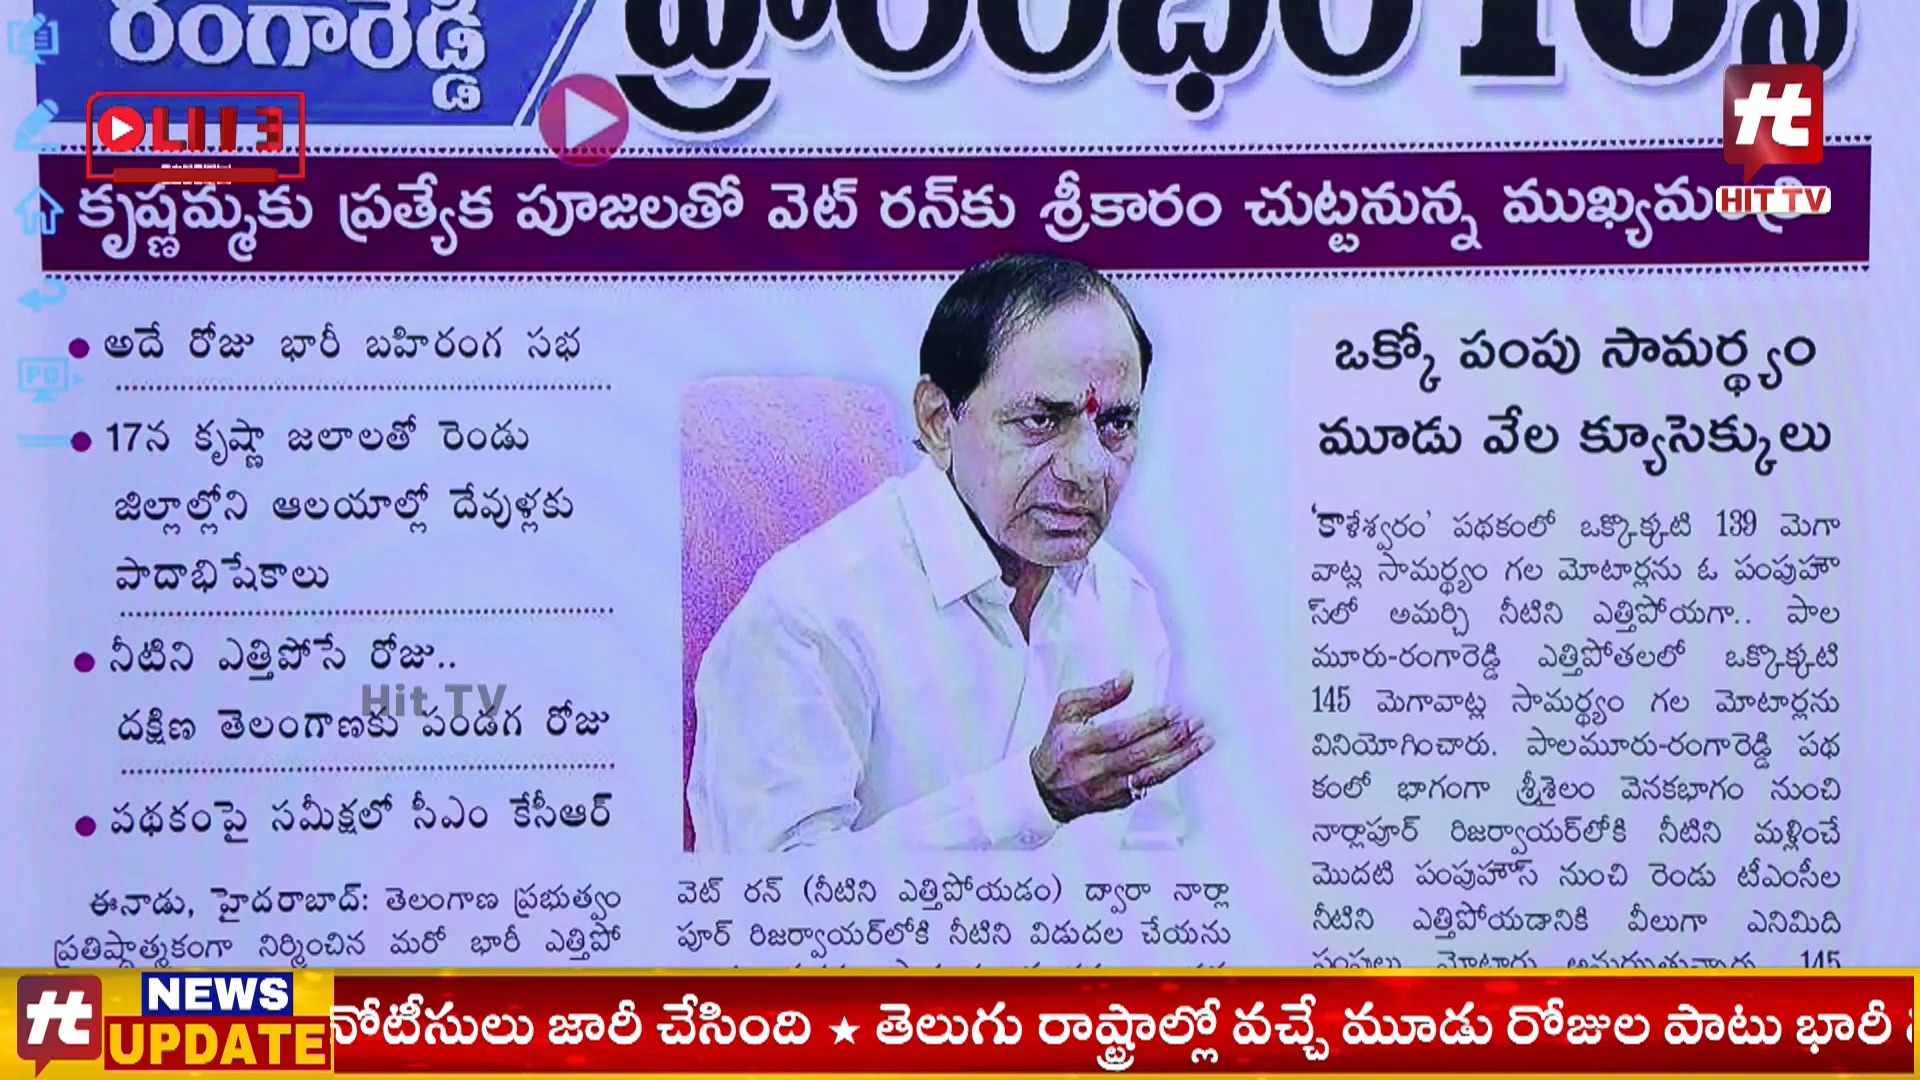 రంగారెడ్డి
ప్రారంభం 16న
HIT TV
కృష్ణమ్మకు ప్రత్యేక పూజలతో వెట్ రన్‌కు శ్రీకారం చుట్టనున్న
• అదే రోజు భారీ బహిరంగ సభ
• 17న కృష్ణా జలాలతో రెండు
జిల్లాల్లోని ఆలయాల్లో దేవుళ్లకు
పాదాభిషేకాలు
• నీటిని ఎత్తిపోసే రోజు..
దక్షిణ తెలంగాణకు పండగ రోజు
Hit TV
• పథకంపై సమీక్షలో సీఎం కేసీఆర్
ఈనాడు, హైదరాబాద్: తెలంగాణ ప్రభుత్వం
ప్రతిష్ఠాత్మకంగా నిర్మించిన మరో భారీ ఎత్తిపో
వెట్ రన్ (నీటిని ఎత్తిపోయడం) ద్వారా నార్లా
పూర్ రిజర్వాయర్‌లోకి నీటిని విడుదల చేయను
ఒక్కో పంపు సామర్థ్యం
మూడు వేల క్యూసెక్కులు
'కాళేశ్వరం' పథకంలో ఒక్కొక్కటి 139 మెగా
వాట్ల సామర్థ్యం గల మోటార్లను ఓ పంపుహౌ
స్‌లో అమర్చి నీటిని ఎత్తిపోయగా.. పాల
మూరు-రంగారెడ్డి ఎత్తిపోతలలో ఒక్కొక్కటి
145 మెగావాట్ల సామర్థ్యం గల మోటార్లను
వినియోగించారు. పాలమూరు-రంగారెడ్డి పథ
కంలో భాగంగా శ్రీశైలం వెనకభాగం నుంచి
నార్లాపూర్ రిజర్వాయర్‌లోకి నీటిని మళ్లించే
మొదటి పంపుహౌస్ నుంచి రెండు టీఎంసీల
నీటిని ఎత్తిపోయడానికి వీలుగా ఎనిమిది
NEWS
UPDATE
నోటీసులు జారీ చేసింది ★ తెలుగు రాష్ట్రాల్లో వచ్చే మూడు రోజుల పాటు భారీ